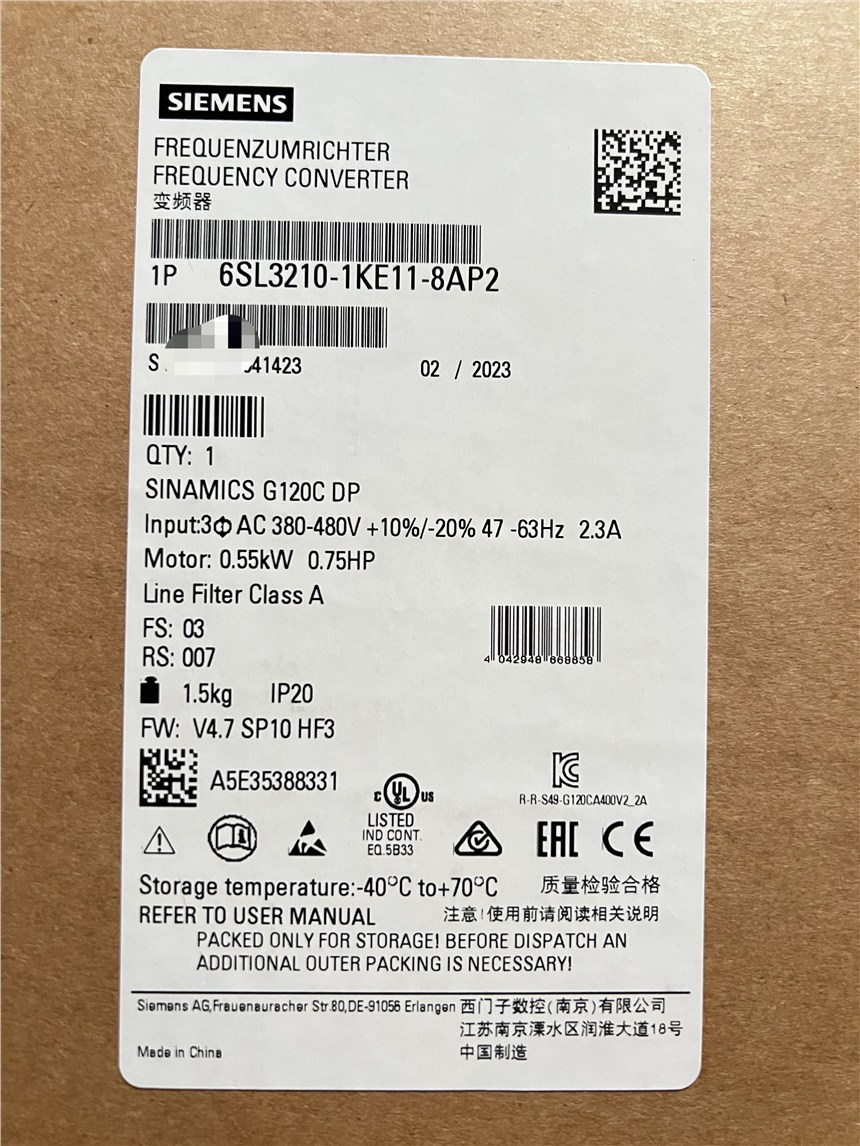 SIEMENS
FREQUENZUMRICHTER
FREQUENCY CONVERTER
变频器
1P 6SL3210-1KE11-8AP2
S 41423 02 / 2023
QTY: 1
SINAMICS G120C DP
Input:3Φ AC 380-480V +10%/-20% 47 -63Hz 2.3A
Motor: 0.55kW 0.75HP
Line Filter Class A
FS: 03
RS: 007
4 042948 668658
1.5kg IP20
FW: V4.7 SP10 HF3
A5E35388331
c UL US
LISTED
IND CONT.
EQ.5B33
R-R-S49-G120CA400V2_2A
EAC CE
Storage temperature:-40°C to+70°C 质量检验合格
REFER TO USER MANUAL 注意!使用前请阅读相关说明
PACKED ONLY FOR STORAGE! BEFORE DISPATCH AN
ADDITIONAL OUTER PACKING IS NECESSARY!
Siemens AG,Frauenauracher Str.80,DE-91056 Erlangen 西门子数控(南京)有限公司
江苏南京溧水区润淮大道18号
Made in China 中国制造